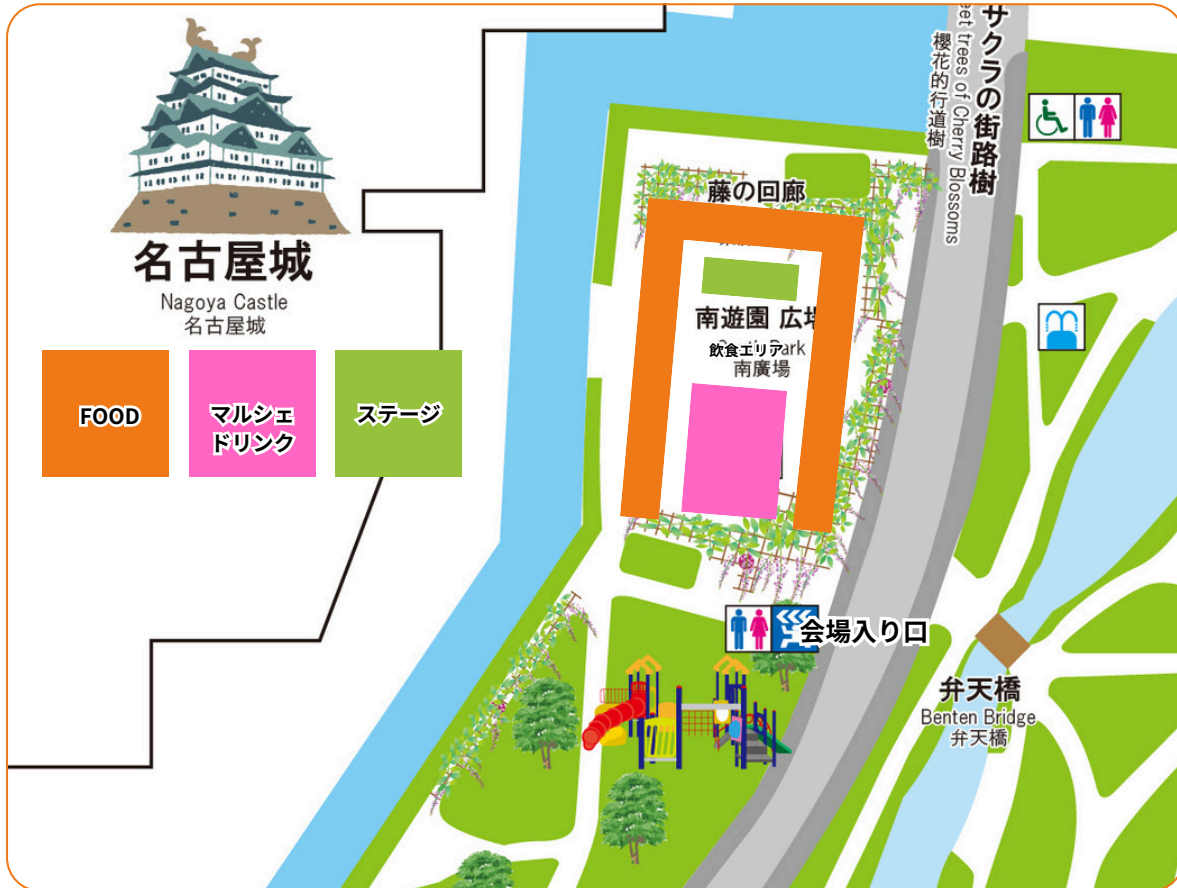 名古屋城
Nagoya Castle
名古屋城
FOOD
マルシェ
ドリンク
ステージ
藤の回廊
南遊園 広場
飲食エリア
Park
南廣場
サクラの街路樹
trees of Cherry Blossoms
櫻花的行道樹
会場入り口
弁天橋
Benten Bridge
弁天橋